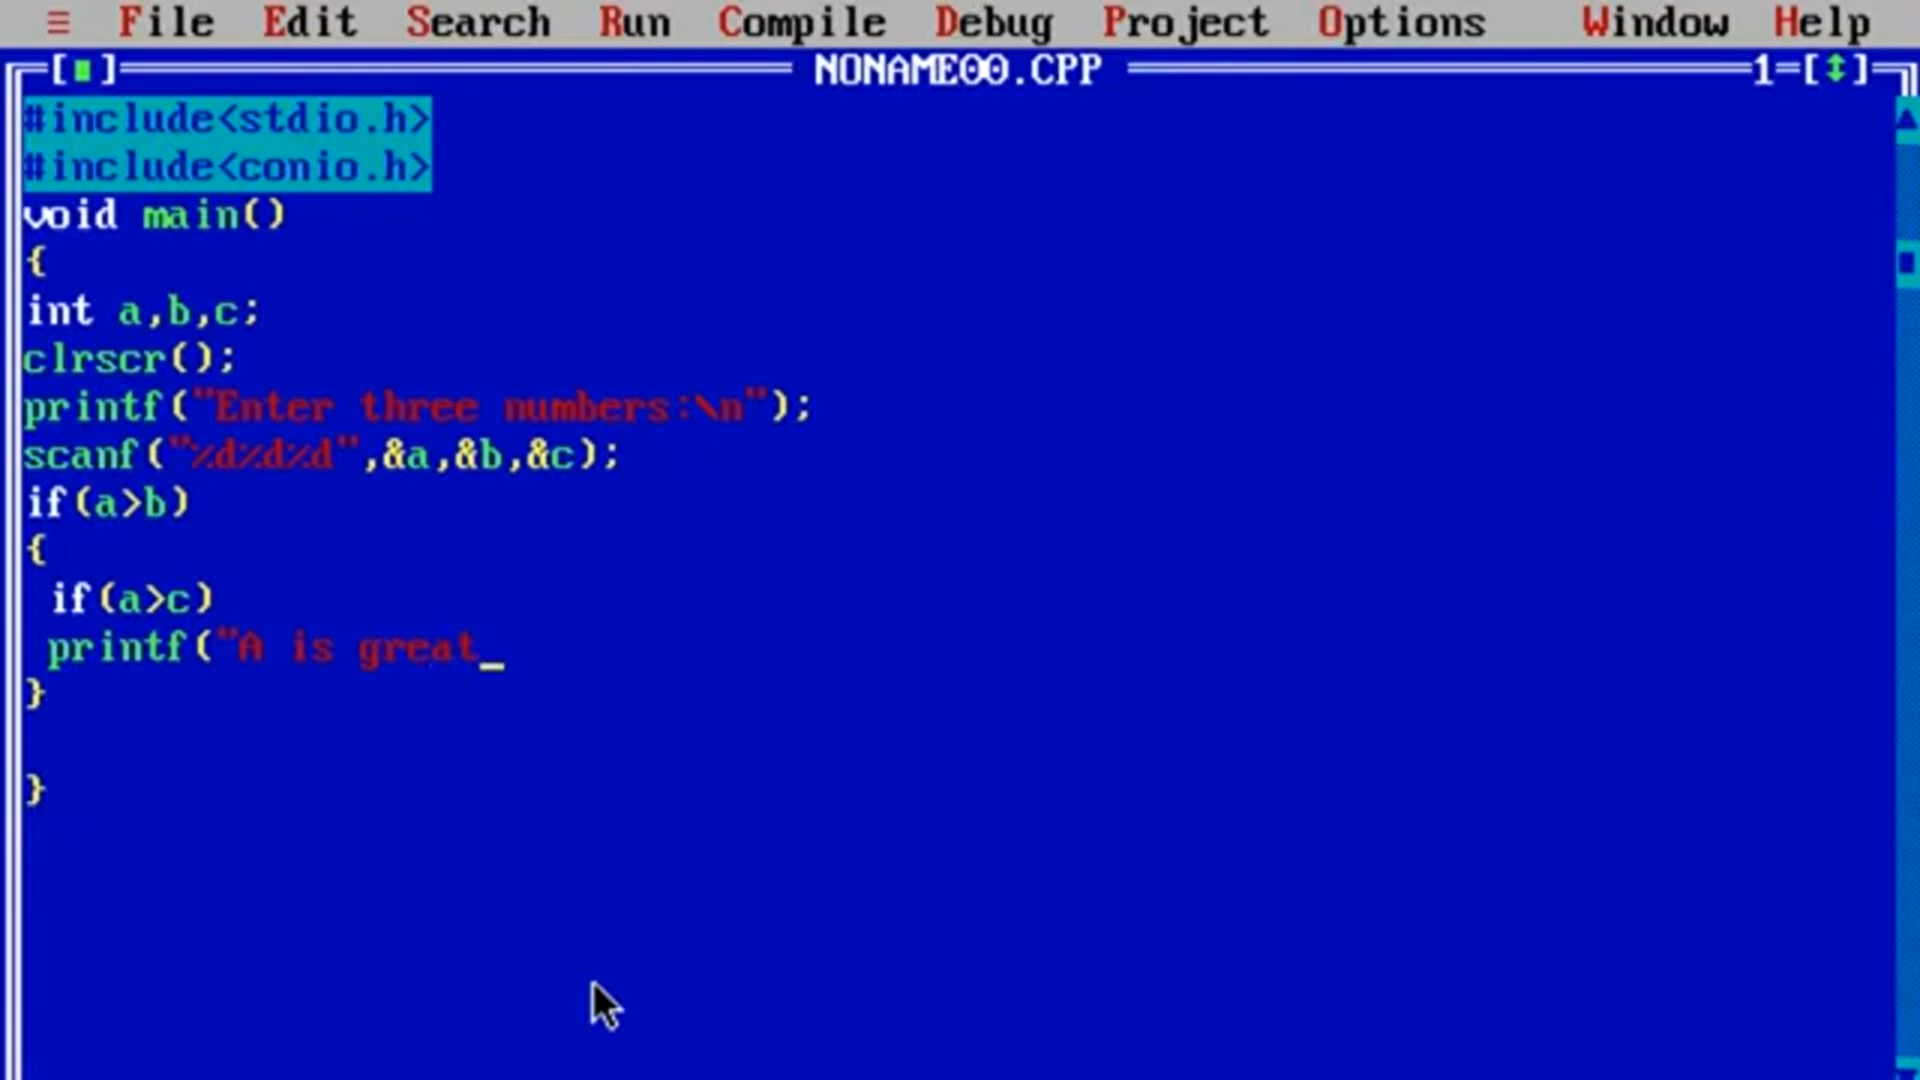 ≡ File Edit Search Run Compile Debug Project Options Window Help
[■] NONAME00.CPP 1=[↕]
#include<stdio.h>
#include<conio.h>
void main()
{
int a,b,c;
clrscr();
printf("Enter three numbers:\n");
scanf("%d%d%d",&a,&b,&c);
if(a>b)
{
if(a>c)
printf("A is great_
}
}